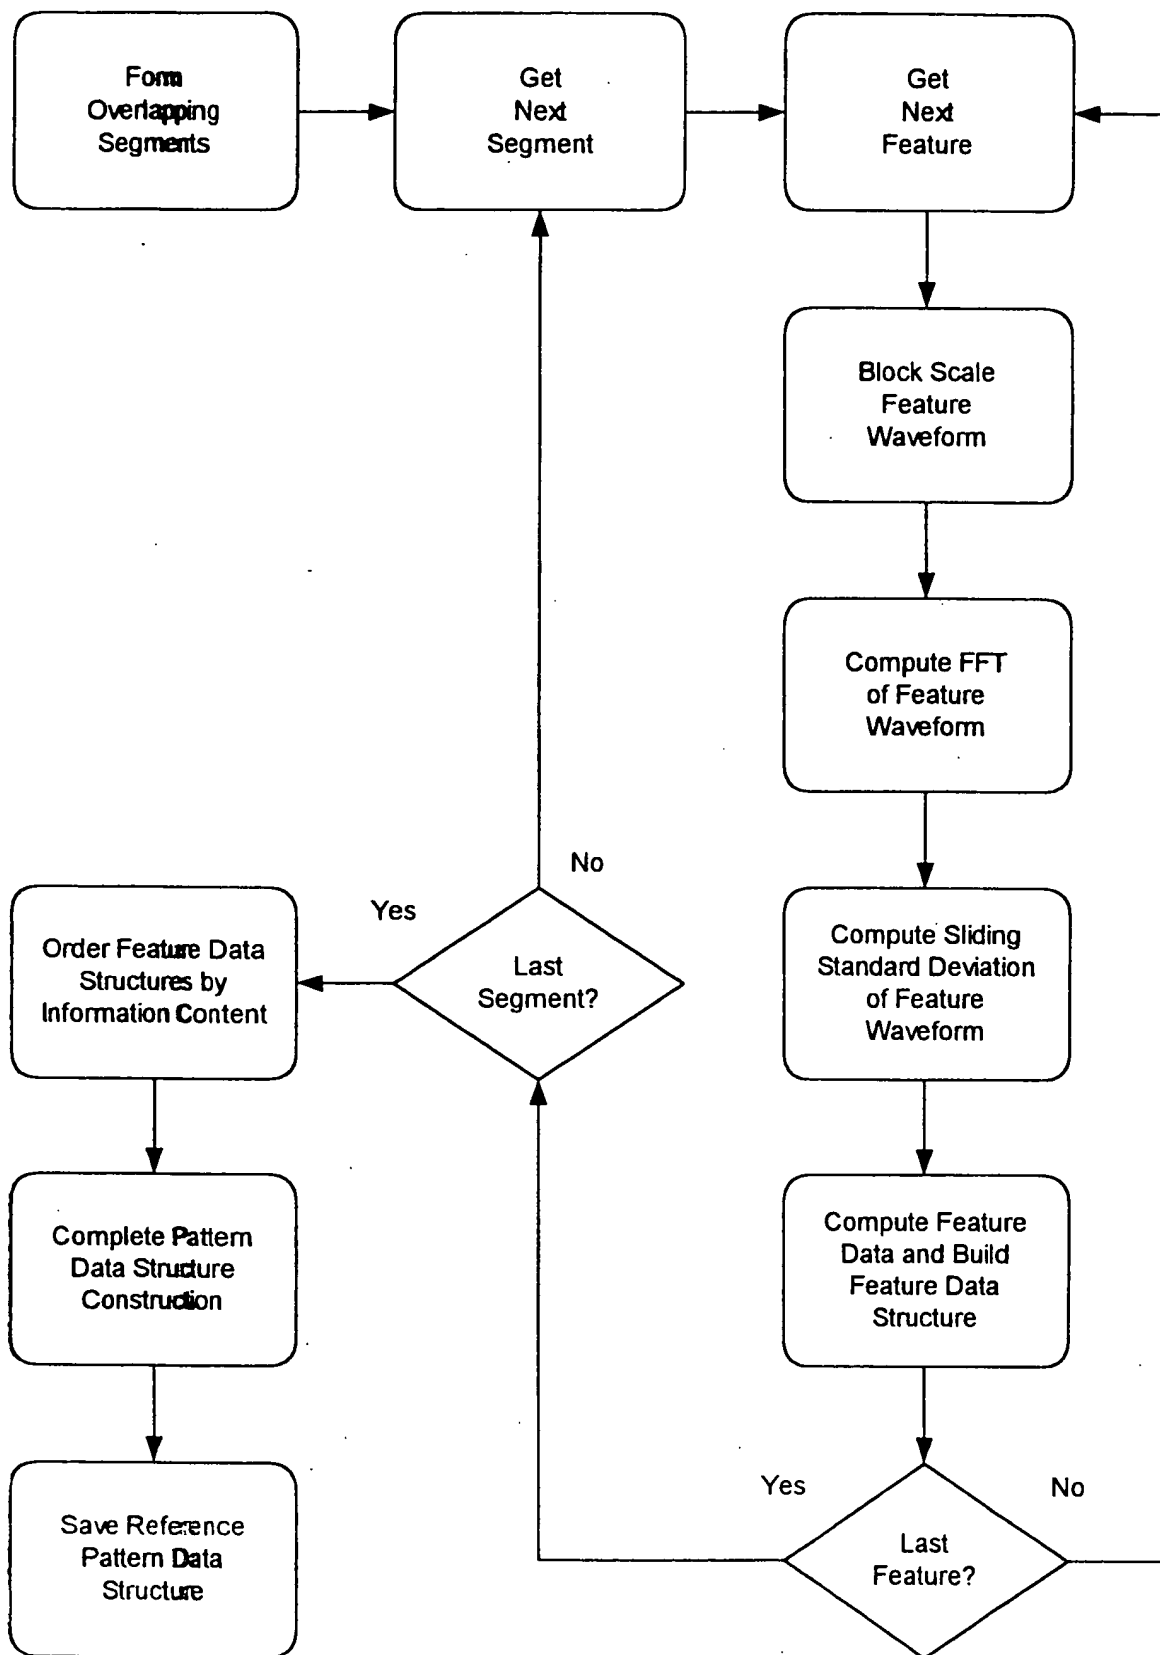 Form
Overlapping
Segments
Get
Next
Segment
Get
Next
Feature
Block Scale
Feature
Waveform
Compute FFT
of Feature
Waveform
Compute Sliding
Standard Deviation
of Feature
Waveform
Compute Feature
Data and Build
Feature Data
Structure
Last
Feature?
Yes
No
Last
Segment?
Yes
No
Order Feature Data
Structures by
Information Content
Complete Pattern
Data Structure
Construction
Save Reference
Pattern Data
Structure